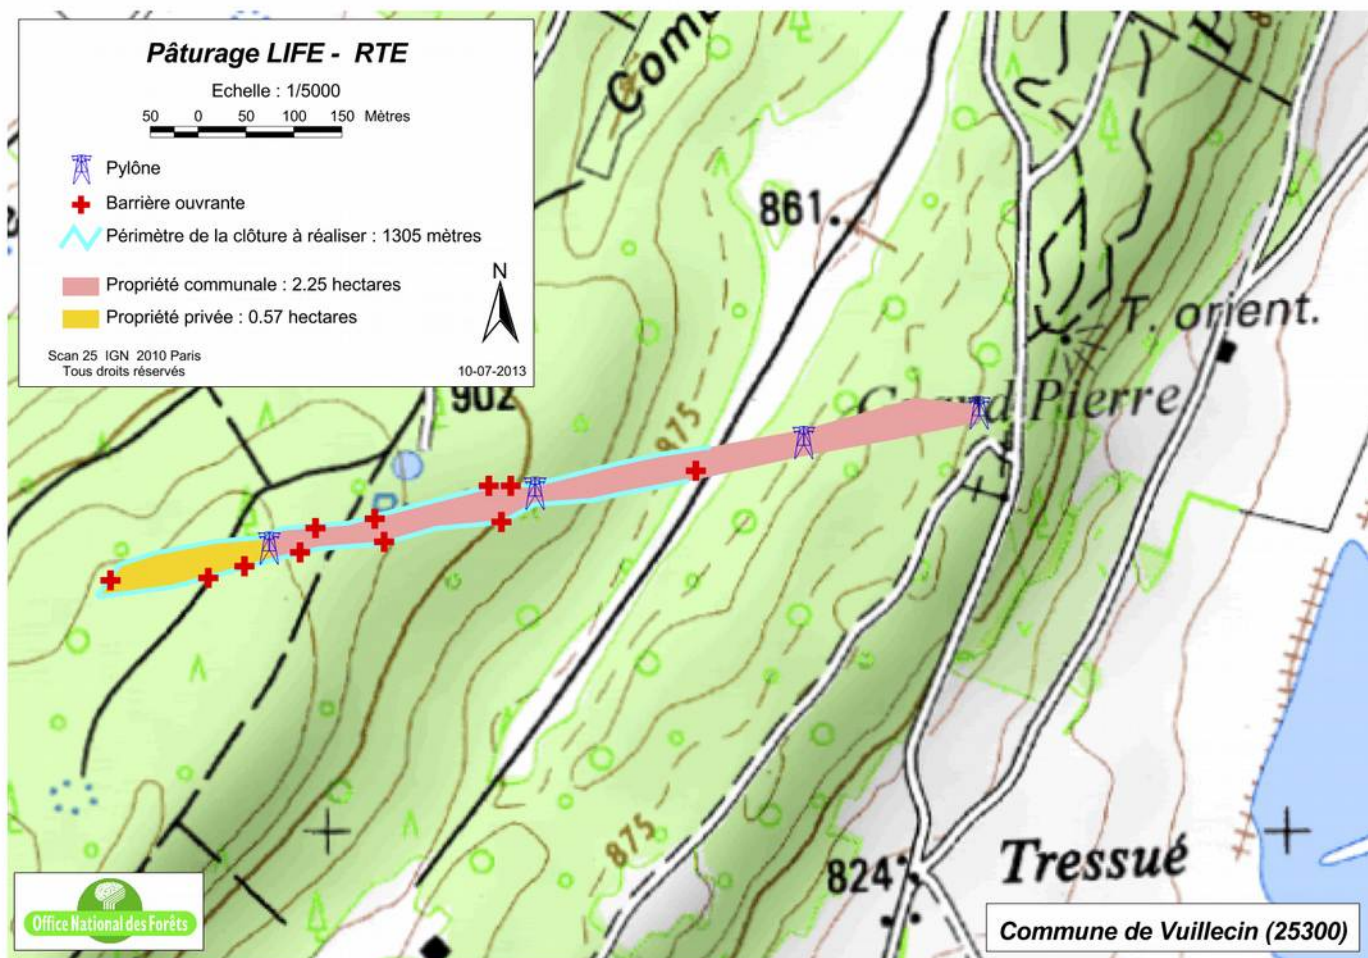 Pâturage LIFE - RTE
Echelle : 1/5000
50 0 50 100 150 Mètres
Pylône
Barrière ouvrante
Périmètre de la clôture à réaliser : 1305 mètres
Propriété communale : 2.25 hectares
Propriété privée : 0.57 hectares
N
Scan 25 IGN 2010 Paris
Tous droits réservés
10-07-2013
Comb
P
861
T. orient.
902
875
Grand Pierre
P
875
824
Tressué
Office National des Forêts
Commune de Vuillecin (25300)